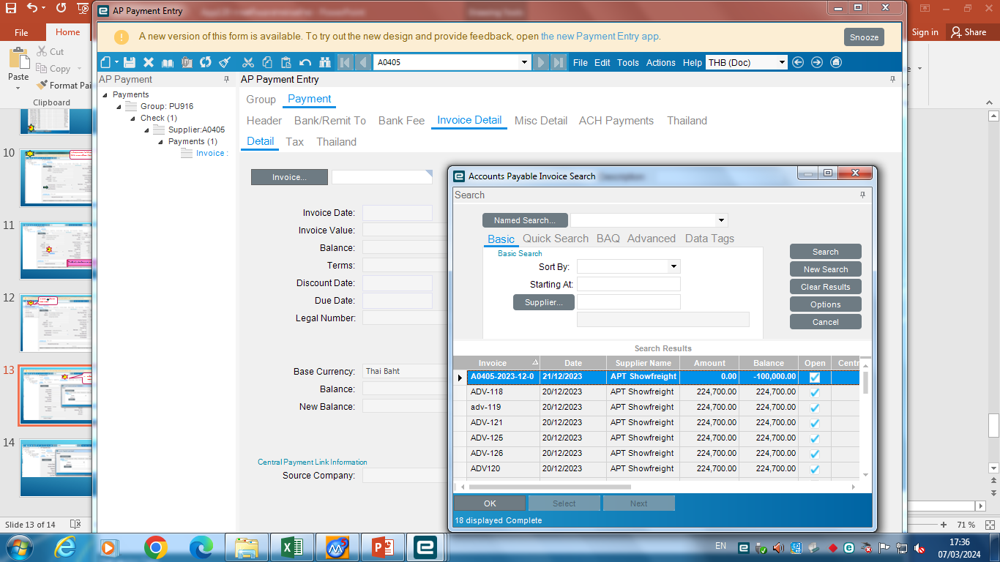 AP Payment Entry
A new version of this form is available. To try out the new design and provide feedback, open the new Payment Entry app.
Snooze
File
Home
Sign in
Share
Paste
Cut
Copy
Format Pai
Clipboard
A0405
File Edit Tools Actions Help
THB (Doc)
AP Payment
Payments
Group: PU916
Check (1)
Supplier:A0405
Payments (1)
Invoice :
AP Payment Entry
Group Payment
Header Bank/Remit To Bank Fee Invoice Detail Misc Detail ACH Payments Thailand
Detail Tax Thailand
Invoice...
Invoice Date:
Invoice Value:
Balance:
Terms:
Discount Date:
Due Date:
Legal Number:
Base Currency: Thai Baht
Balance:
New Balance:
Central Payment Link Information
Source Company:
Accounts Payable Invoice Search
Search
Named Search...
Basic Quick Search BAQ Advanced Data Tags
Basic Search
Sort By:
Starting At:
Supplier...
Search
New Search
Clear Results
Options
Cancel
Search Results
Invoice Date Supplier Name Amount Balance Open Centr
A0405-2023-12-0 21/12/2023 APT Showfreight 0.00 -100,000.00
ADV-118 20/12/2023 APT Showfreight 224,700.00 224,700.00
adv-119 20/12/2023 APT Showfreight 224,700.00 224,700.00
ADV-121 20/12/2023 APT Showfreight 224,700.00 224,700.00
ADV-125 20/12/2023 APT Showfreight 224,700.00 224,700.00
ADV-126 20/12/2023 APT Showfreight 224,700.00 224,700.00
ADV120 20/12/2023 APT Showfreight 224,700.00 224,700.00
OK Select Next
18 displayed Complete
10
11
12
13
14
Slide 13 of 14
71 %
EN
17:36
07/03/2024